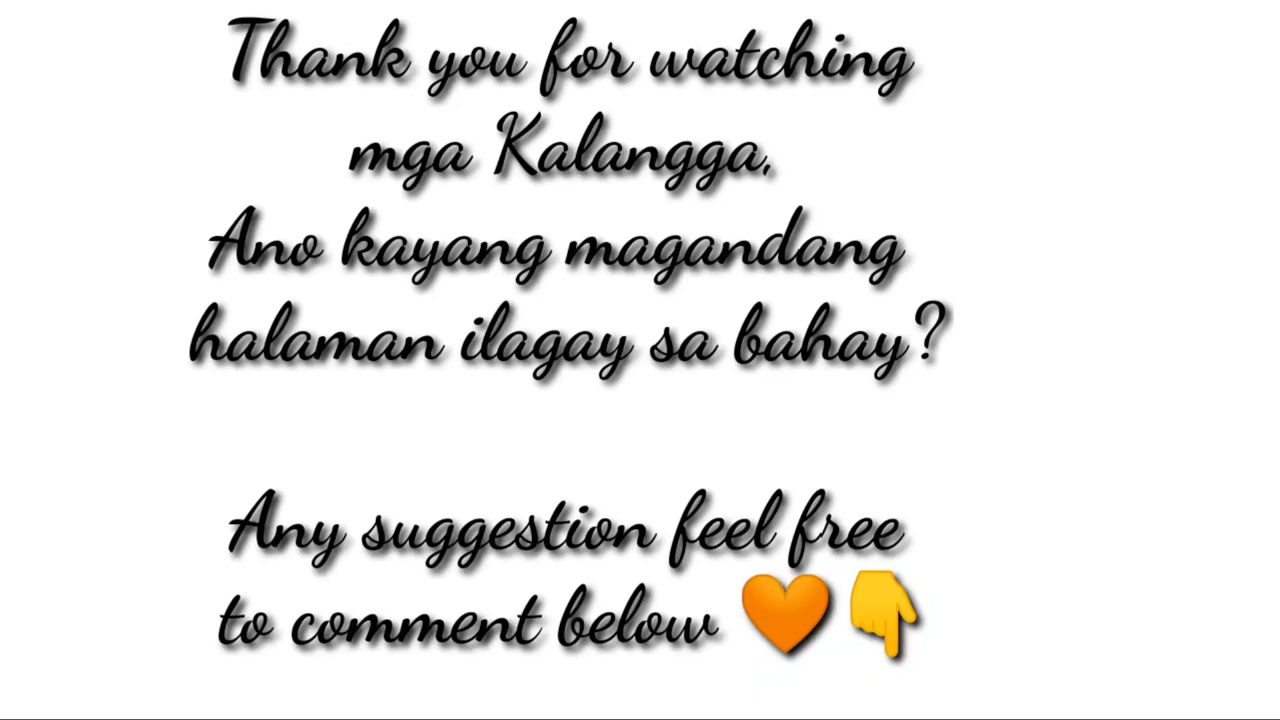 Thank you for watching
mga Kalangga,
Ano kayang magandang
halaman ilagay sa bahay?
Any suggestion feel free
to comment below 🧡👇